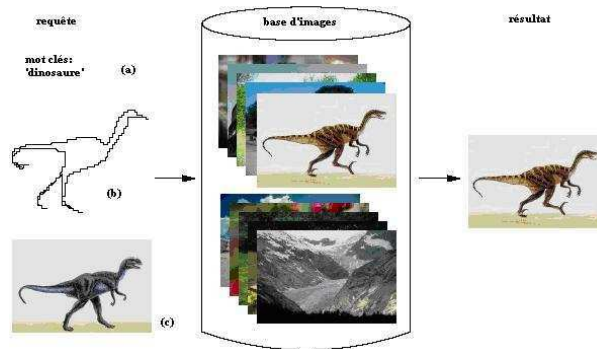 requête
base d'images
résultat
mot clés:
'dinosaure'
(a)
(b)
(c)